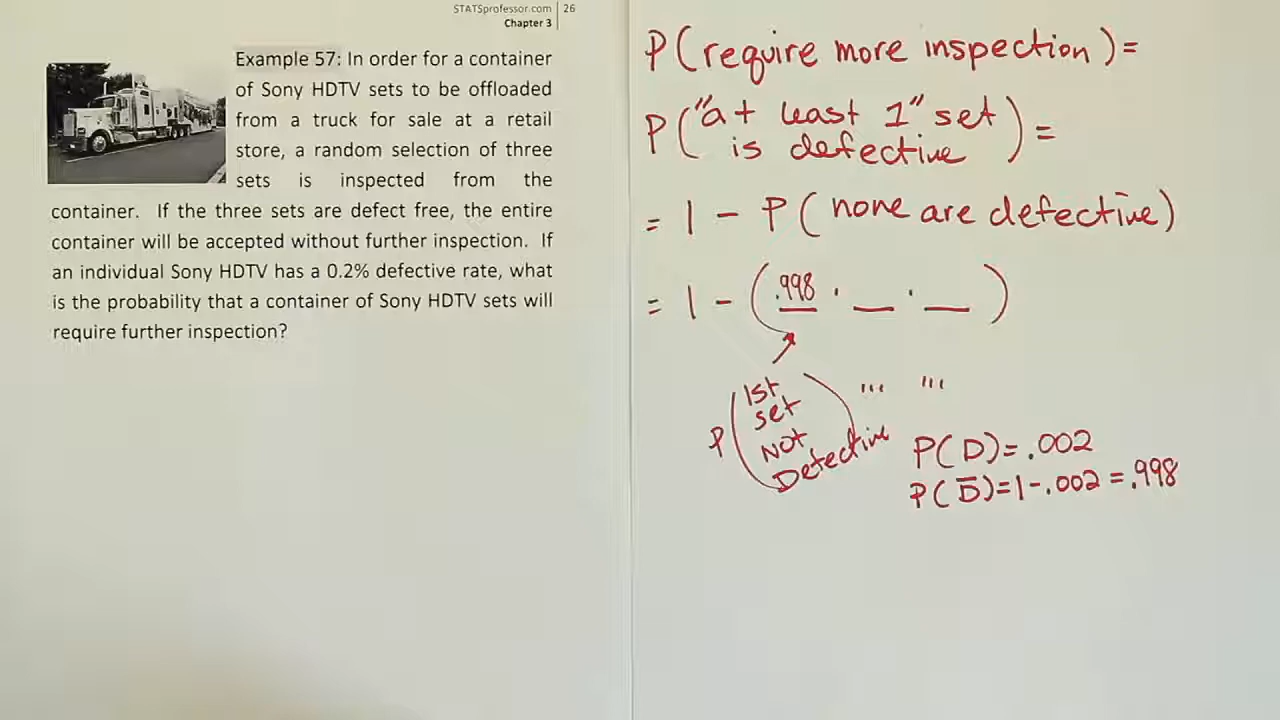 STATSprofessor.com | 26
Chapter 3
Example 57: In order for a container
of Sony HDTV sets to be offloaded
from a truck for sale at a retail
store, a random selection of three
sets is inspected from the
container. If the three sets are defect free, the entire
container will be accepted without further inspection. If
an individual Sony HDTV has a 0.2% defective rate, what
is the probability that a container of Sony HDTV sets will
require further inspection?
P(require more inspection) =
P("at least 1" set
is defective) =
= 1 - P(none are defective)
= 1 - (.998 · __ · __)
P(1st
set
Not
Defective) ''' '''
P(D) = .002
P(D̅) = 1 - .002 = .998